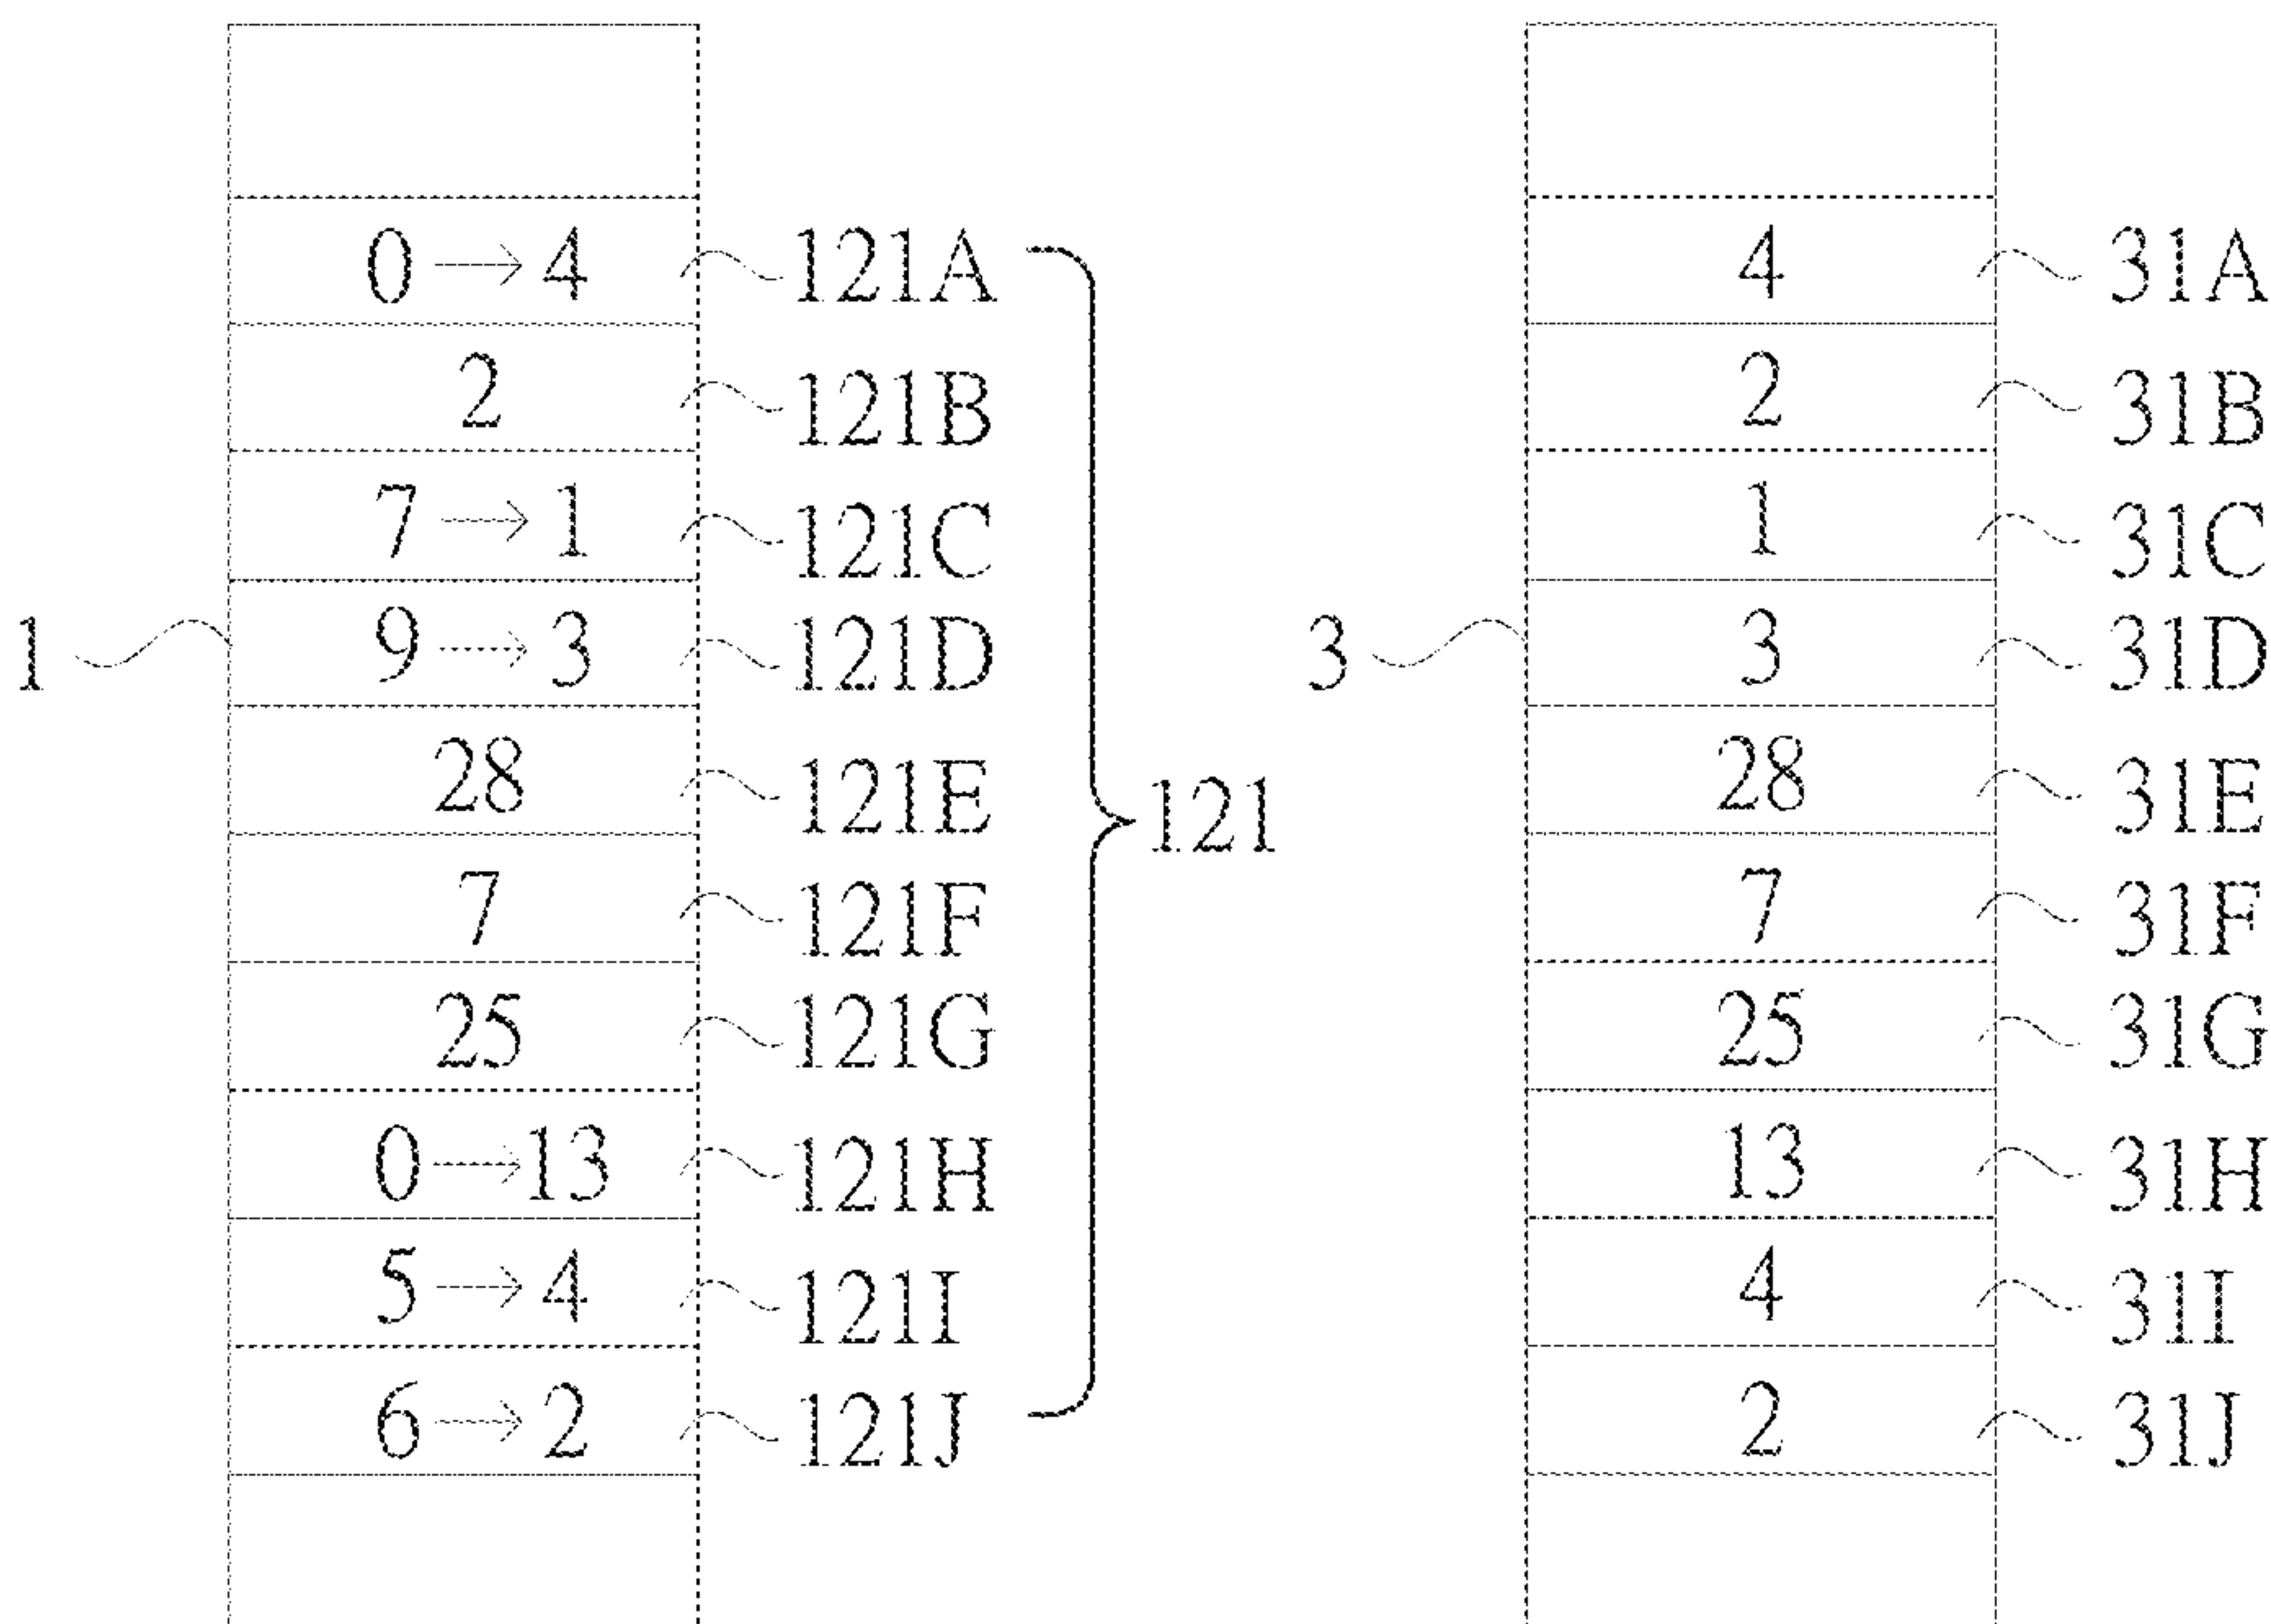 0 → 4 121A 4 31A
2 121B 2 31B
7 → 1 121C 1 31C
1 9 → 3 121D 3 3 31D
28 121E 28 31E
121
7 121F 7 31F
25 121G 25 31G
0 → 13 121H 13 31H
5 → 4 121I 4 31I
6 → 2 121J 2 31J